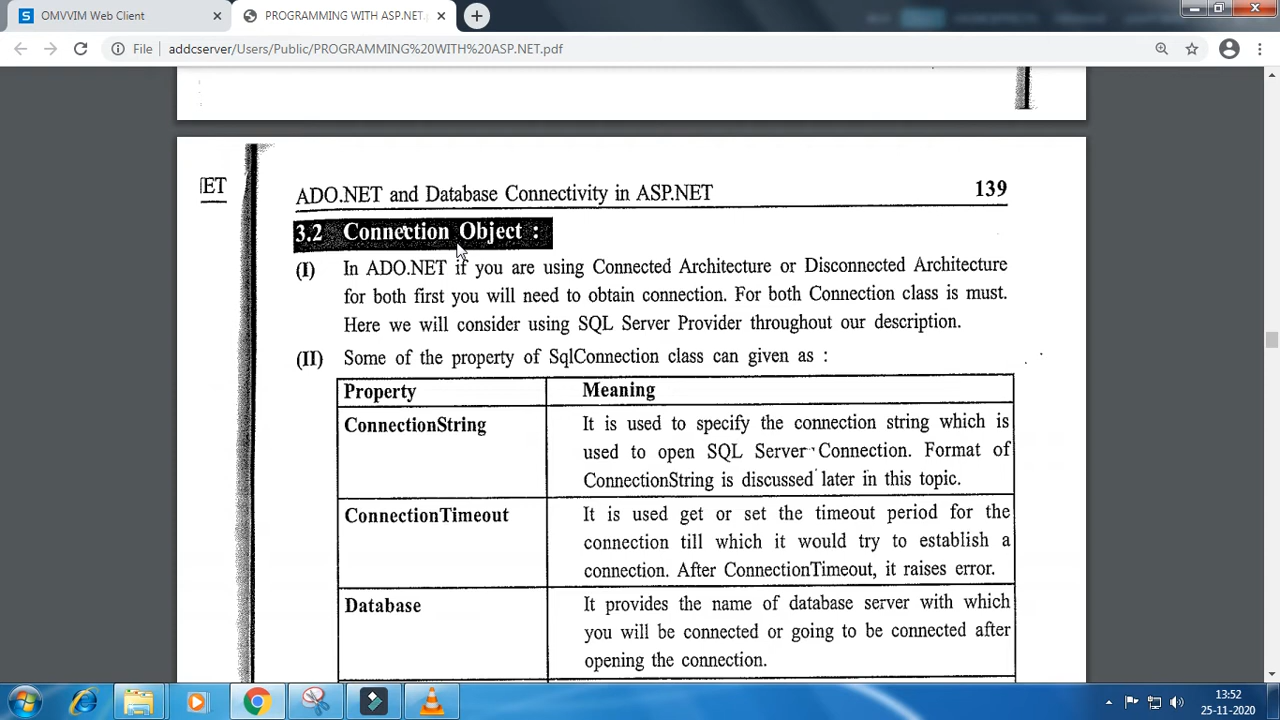 OMVVIM Web Client
PROGRAMMING WITH ASP.NET.
File addcserver/Users/Public/PROGRAMMING%20WITH%20ASP.NET.pdf
ET
ADO.NET and Database Connectivity in ASP.NET 139
3.2 Connection Object :
(I) In ADO.NET if you are using Connected Architecture or Disconnected Architecture
for both first you will need to obtain connection. For both Connection class is must.
Here we will consider using SQL Server Provider throughout our description.
(II) Some of the property of SqlConnection class can given as :
Property Meaning
ConnectionString It is used to specify the connection string which is
used to open SQL Server Connection. Format of
ConnectionString is discussed later in this topic.
ConnectionTimeout It is used get or set the timeout period for the
connection till which it would try to establish a
connection. After ConnectionTimeout, it raises error.
Database It provides the name of database server with which
you will be connected or going to be connected after
opening the connection.
13:52
25-11-2020